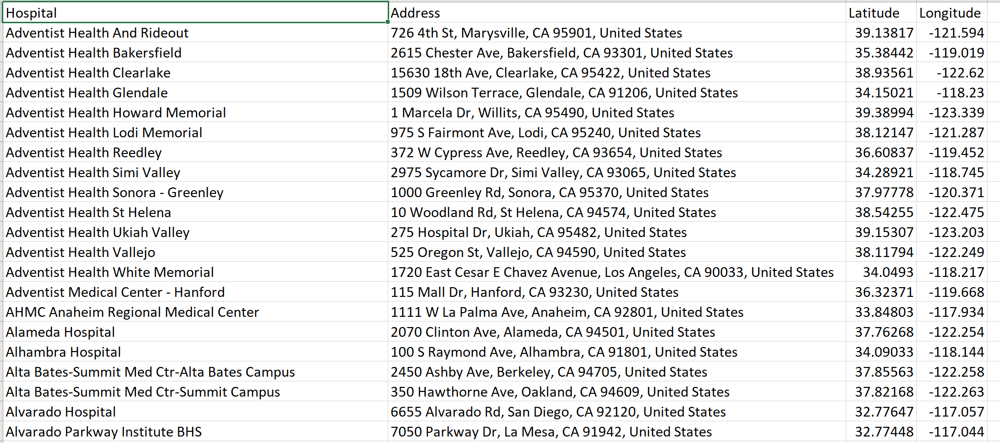 Hospital Address Latitude Longitude
Adventist Health And Rideout 726 4th St, Marysville, CA 95901, United States 39.13817 -121.594
Adventist Health Bakersfield 2615 Chester Ave, Bakersfield, CA 93301, United States 35.38442 -119.019
Adventist Health Clearlake 15630 18th Ave, Clearlake, CA 95422, United States 38.93561 -122.62
Adventist Health Glendale 1509 Wilson Terrace, Glendale, CA 91206, United States 34.15021 -118.23
Adventist Health Howard Memorial 1 Marcela Dr, Willits, CA 95490, United States 39.38994 -123.339
Adventist Health Lodi Memorial 975 S Fairmont Ave, Lodi, CA 95240, United States 38.12147 -121.287
Adventist Health Reedley 372 W Cypress Ave, Reedley, CA 93654, United States 36.60837 -119.452
Adventist Health Simi Valley 2975 Sycamore Dr, Simi Valley, CA 93065, United States 34.28921 -118.745
Adventist Health Sonora - Greenley 1000 Greenley Rd, Sonora, CA 95370, United States 37.97778 -120.371
Adventist Health St Helena 10 Woodland Rd, St Helena, CA 94574, United States 38.54255 -122.475
Adventist Health Ukiah Valley 275 Hospital Dr, Ukiah, CA 95482, United States 39.15307 -123.203
Adventist Health Vallejo 525 Oregon St, Vallejo, CA 94590, United States 38.11794 -122.249
Adventist Health White Memorial 1720 East Cesar E Chavez Avenue, Los Angeles, CA 90033, United States 34.0493 -118.217
Adventist Medical Center - Hanford 115 Mall Dr, Hanford, CA 93230, United States 36.32371 -119.668
AHMC Anaheim Regional Medical Center 1111 W La Palma Ave, Anaheim, CA 92801, United States 33.84803 -117.934
Alameda Hospital 2070 Clinton Ave, Alameda, CA 94501, United States 37.76268 -122.254
Alhambra Hospital 100 S Raymond Ave, Alhambra, CA 91801, United States 34.09033 -118.144
Alta Bates-Summit Med Ctr-Alta Bates Campus 2450 Ashby Ave, Berkeley, CA 94705, United States 37.85563 -122.258
Alta Bates-Summit Med Ctr-Summit Campus 350 Hawthorne Ave, Oakland, CA 94609, United States 37.82168 -122.263
Alvarado Hospital 6655 Alvarado Rd, San Diego, CA 92120, United States 32.77647 -117.057
Alvarado Parkway Institute BHS 7050 Parkway Dr, La Mesa, CA 91942, United States 32.77448 -117.044